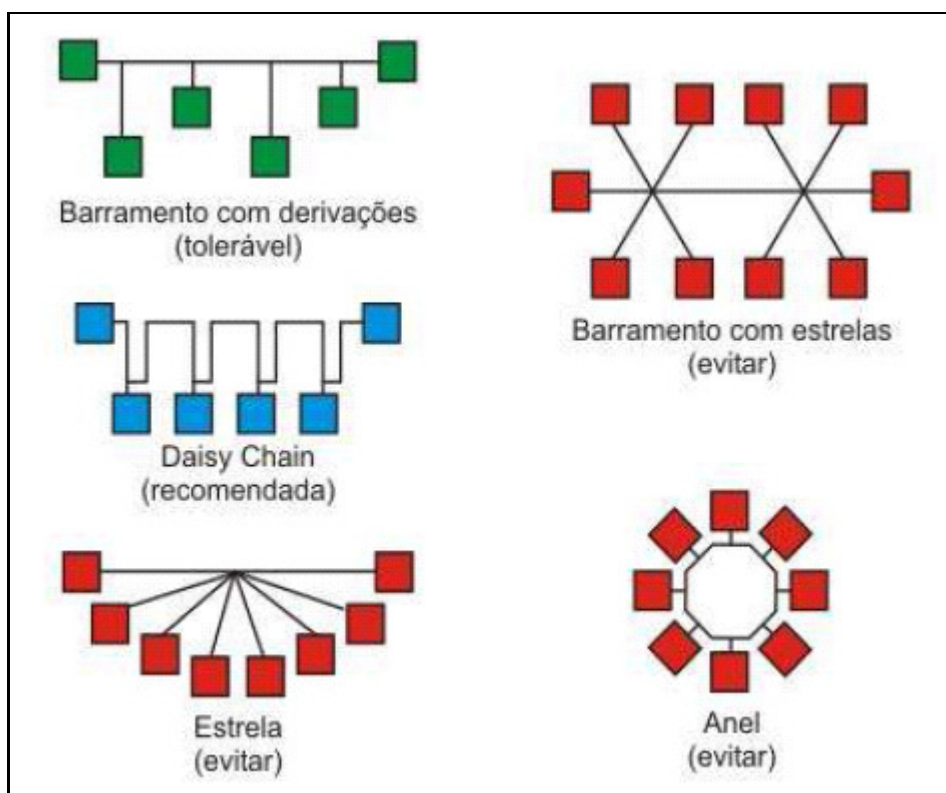 Barramento com derivações
(tolerável)
Daisy Chain
(recomendada)
Estrela
(evitar)
Barramento com estrelas
(evitar)
Anel
(evitar)